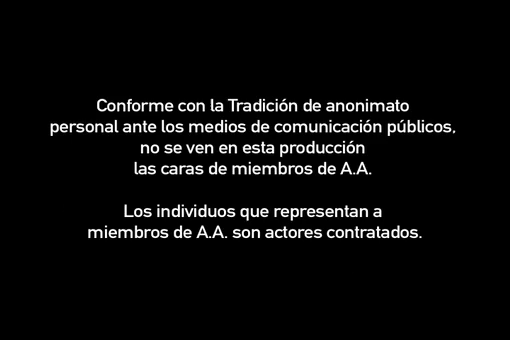 Conforme con la Tradición de anonimato
personal ante los medios de comunicación públicos,
no se ven en esta producción
las caras de miembros de A.A.
Los individuos que representan a
miembros de A.A. son actores contratados.